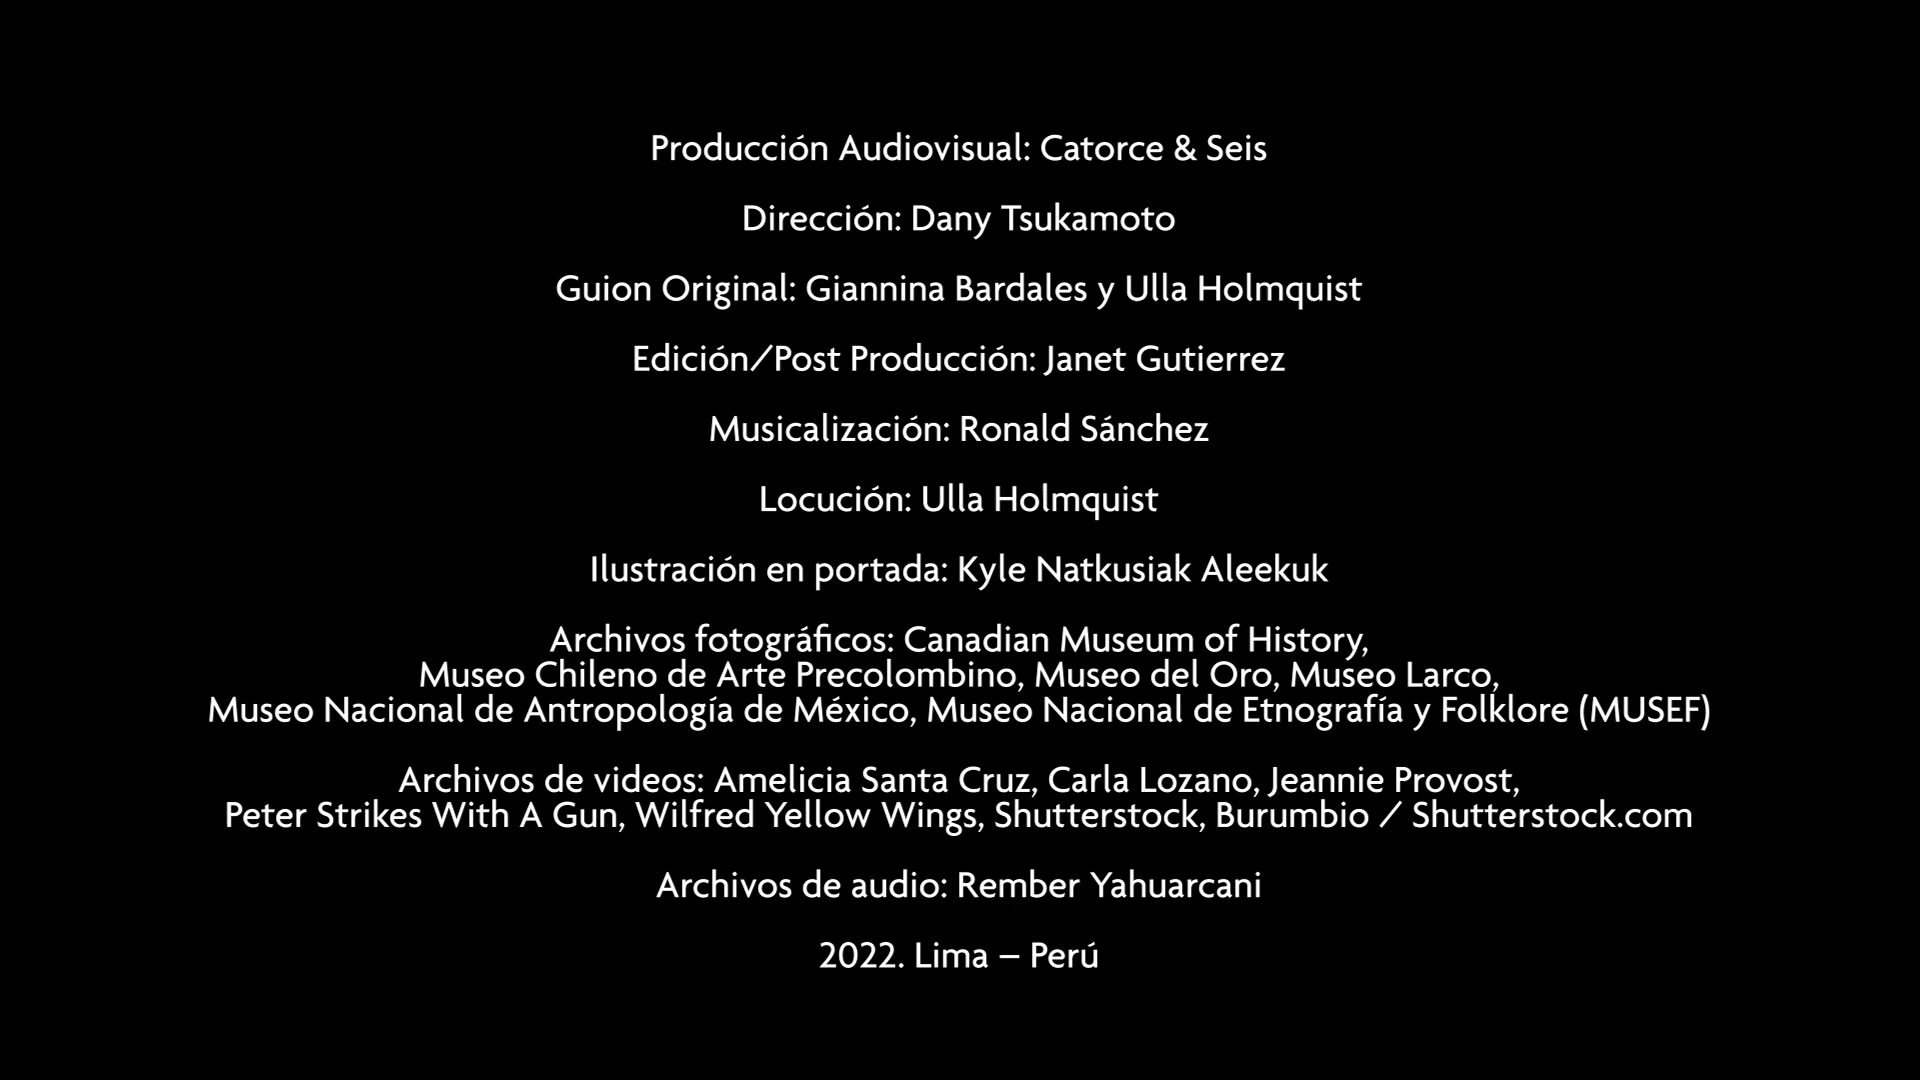 Producción Audiovisual: Catorce & Seis
Dirección: Dany Tsukamoto
Guion Original: Giannina Bardales y Ulla Holmquist
Edición/Post Producción: Janet Gutierrez
Musicalización: Ronald Sánchez
Locución: Ulla Holmquist
Ilustración en portada: Kyle Natkusiak Aleekuk
Archivos fotográficos: Canadian Museum of History,
Museo Chileno de Arte Precolombino, Museo del Oro, Museo Larco,
Museo Nacional de Antropología de México, Museo Nacional de Etnografía y Folklore (MUSEF)
Archivos de videos: Amelicia Santa Cruz, Carla Lozano, Jeannie Provost,
Peter Strikes With A Gun, Wilfred Yellow Wings, Shutterstock, Burumbio / Shutterstock.com
Archivos de audio: Rember Yahuarcani
2022. Lima – Perú